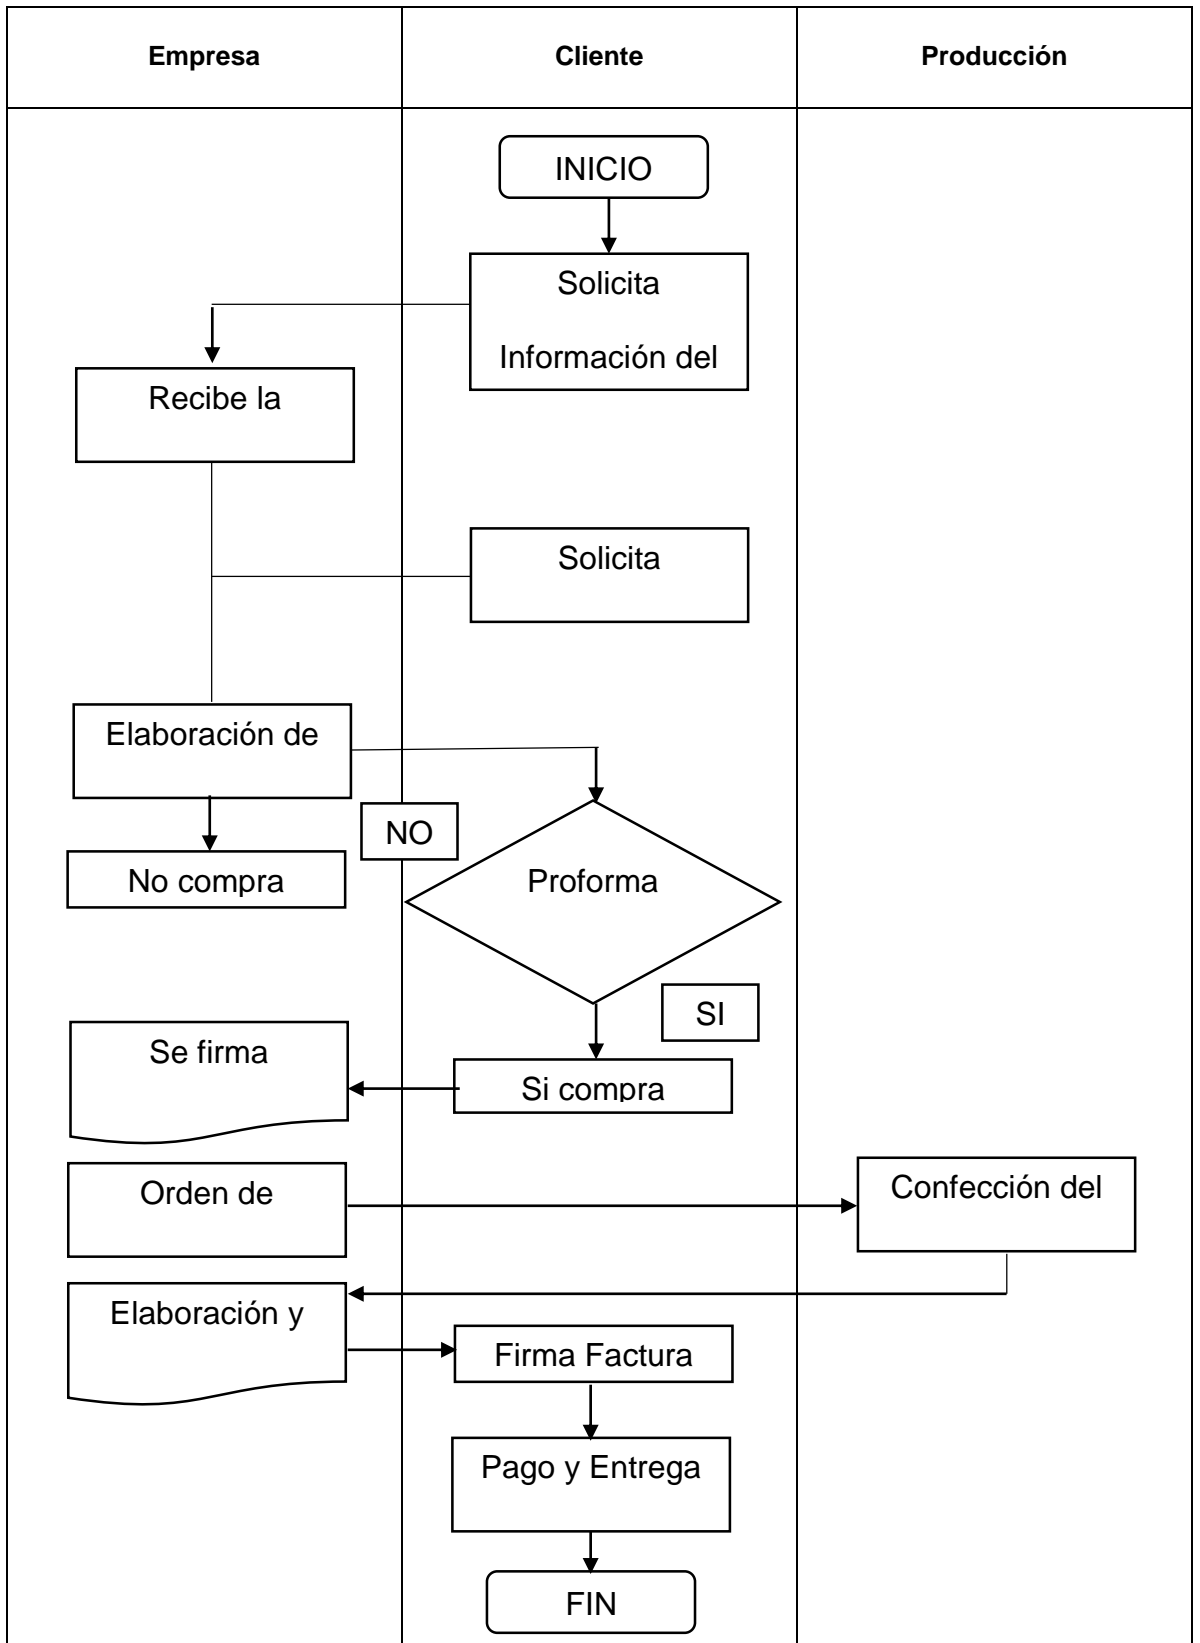 Empresa
Cliente
Producción
INICIO
Solicita
Información del
Recibe la
Solicita
Elaboración de
NO
No compra
Proforma
SI
Se firma
Si compra
Orden de
Confección del
Elaboración y
Firma Factura
Pago y Entrega
FIN